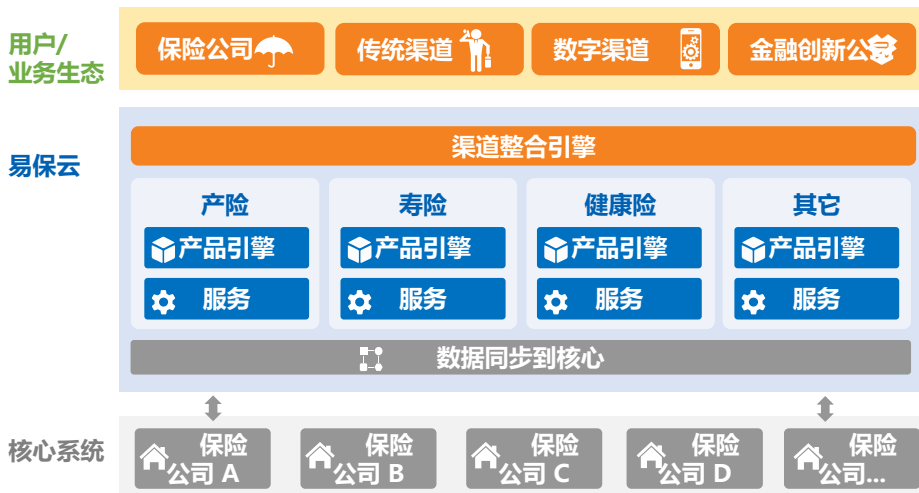 用户/
业务生态
保险公司
传统渠道
数字渠道
金融创新公
易保云
渠道整合引擎
产险
寿险
健康险
其它
产品引擎
产品引擎
产品引擎
产品引擎
服务
服务
服务
服务
数据同步到核心
核心系统
保险
公司 A
保险
公司 B
保险
公司 C
保险
公司 D
保险
公司...